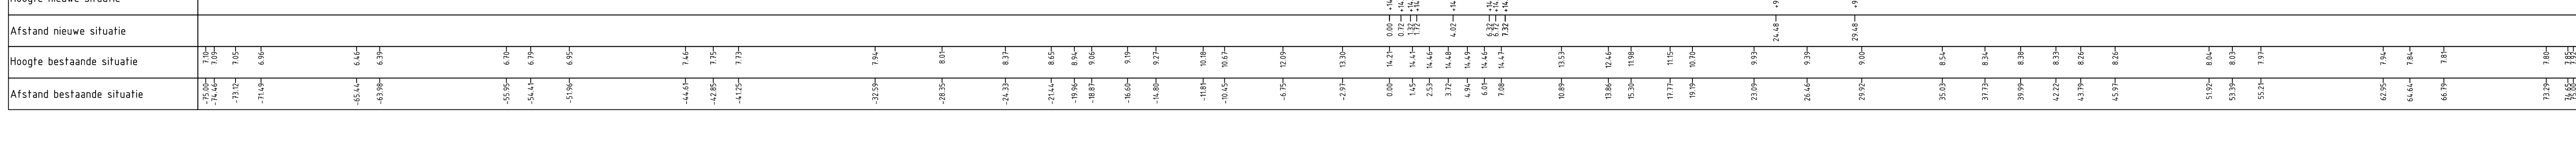 Afstand nieuwe situatie 0.00 0.72 1.32 1.72 4.02 6.32 6.72 7.32 24.48 29.48
Hoogte bestaande situatie 7.10 7.09 7.05 6.96 6.46 6.39 6.70 6.79 6.95 7.46 7.75 7.73 7.94 8.01 8.37 8.65 8.94 9.06 9.19 9.27 10.18 10.67 12.09 13.30 14.21 14.41 14.46 14.48 14.49 14.46 14.47 13.53 12.46 11.98 11.15 10.70 9.93 9.39 9.00 8.54 8.34 8.38 8.33 8.26 8.26 8.04 8.03 7.97 7.94 7.84 7.81 7.80
Afstand bestaande situatie -75.00 -74.46 -73.12 -71.49 -65.44 -63.98 -55.95 -54.41 -51.96 -44.61 -42.85 -41.25 -32.59 -28.35 -24.33 -21.44 -19.96 -18.87 -16.60 -14.80 -11.81 -10.45 -6.75 -2.97 0.00 1.45 2.53 3.72 4.94 6.01 7.08 10.89 13.86 15.30 17.77 19.19 23.09 26.46 29.92 35.03 37.73 39.99 42.22 43.79 45.97 51.92 53.39 55.21 62.95 64.64 66.79 73.29